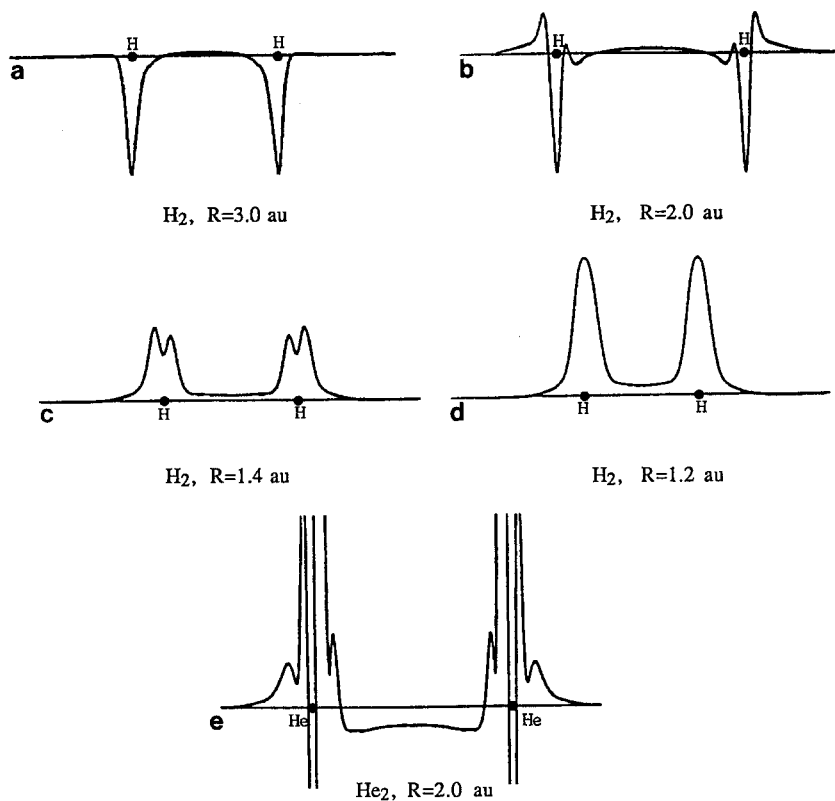 H H
a
H₂, R=3.0 au
H H
b
H₂, R=2.0 au
H H
c
H₂, R=1.4 au
H H
d
H₂, R=1.2 au
He He
e
He₂, R=2.0 au